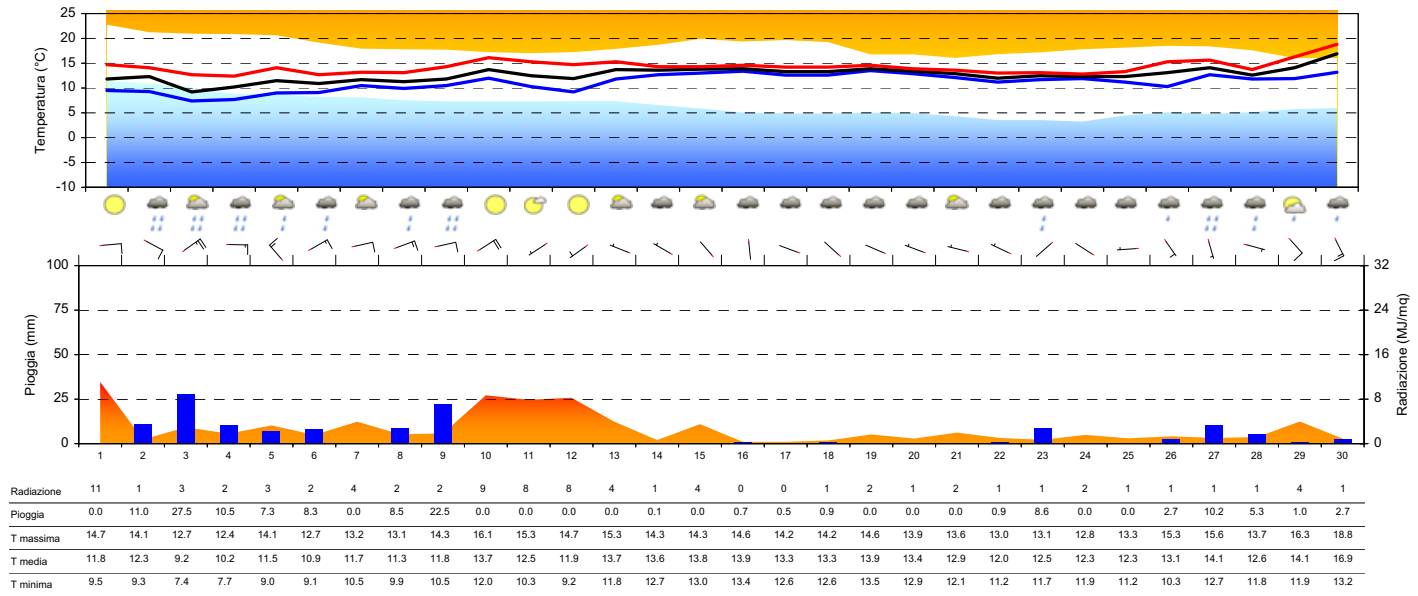 25
20
15
10
5
0
-5
-10
Temperatura (°C)
100
75
50
25
0
Pioggia (mm)
32
24
16
8
0
Radiazione (MJ/mq)
1 2 3 4 5 6 7 8 9 10 11 12 13 14 15 16 17 18 19 20 21 22 23 24 25 26 27 28 29 30
Radiazione 11 1 3 2 3 2 4 2 2 9 8 8 4 1 4 0 0 1 2 1 2 1 1 2 1 1 1 1 4 1
Pioggia 0.0 11.0 27.5 10.5 7.3 8.3 0.0 8.5 22.5 0.0 0.0 0.0 0.0 0.1 0.0 0.7 0.5 0.9 0.0 0.0 0.0 0.9 8.6 0.0 0.0 2.7 10.2 5.3 1.0 2.7
T massima 14.7 14.1 12.7 12.4 14.1 12.7 13.2 13.1 14.3 16.1 15.3 14.7 15.3 14.3 14.3 14.6 14.2 14.2 14.6 13.9 13.6 13.0 13.1 12.8 13.3 15.3 15.6 13.7 16.3 18.8
T media 11.8 12.3 9.2 10.2 11.5 10.9 11.7 11.3 11.8 13.7 12.5 11.9 13.7 13.6 13.8 13.9 13.3 13.3 13.9 13.4 12.9 12.0 12.5 12.3 12.3 13.1 14.1 12.6 14.1 16.9
T minima 9.5 9.3 7.4 7.7 9.0 9.1 10.5 9.9 10.5 12.0 10.3 9.2 11.8 12.7 13.0 13.4 12.6 12.6 13.5 12.9 12.1 11.2 11.7 11.9 11.2 10.3 12.7 11.8 11.9 13.2